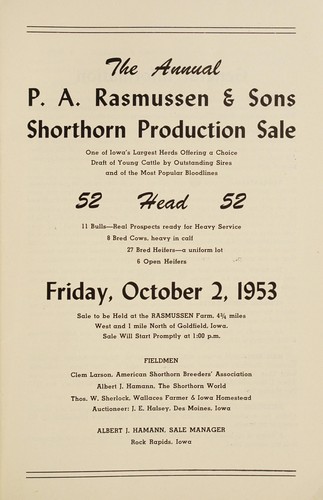 The Annual
P. A. Rasmussen & Sons
Shorthorn Production Sale
One of Iowa's Largest Herds Offering a Choice
Draft of Young Cattle by Outstanding Sires
and of the Most Popular Bloodlines
52 Head 52
11 Bulls—Real Prospects ready for Heavy Service
8 Bred Cows, heavy in calf
27 Bred Heifers—a uniform lot
6 Open Heifers
Friday, October 2, 1953
Sale to be Held at the RASMUSSEN Farm, 4¾ miles
West and 1 mile North of Goldfield, Iowa.
Sale Will Start Promptly at 1:00 p.m.
FIELDMEN
Clem Larson, American Shorthorn Breeders' Association
Albert J. Hamann, The Shorthorn World
Thos. W. Sherlock, Wallaces Farmer & Iowa Homestead
Auctioneer: J. E. Halsey, Des Moines, Iowa
ALBERT J. HAMANN, SALE MANAGER
Rock Rapids, Iowa